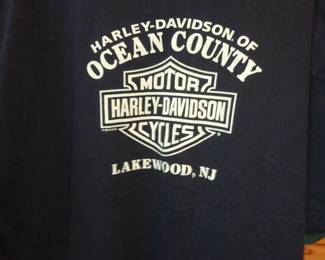 HARLEY-DAVIDSON OF
OCEAN COUNTY
MOTOR
HARLEY-DAVIDSON
CYCLES
LAKEWOOD, NJ